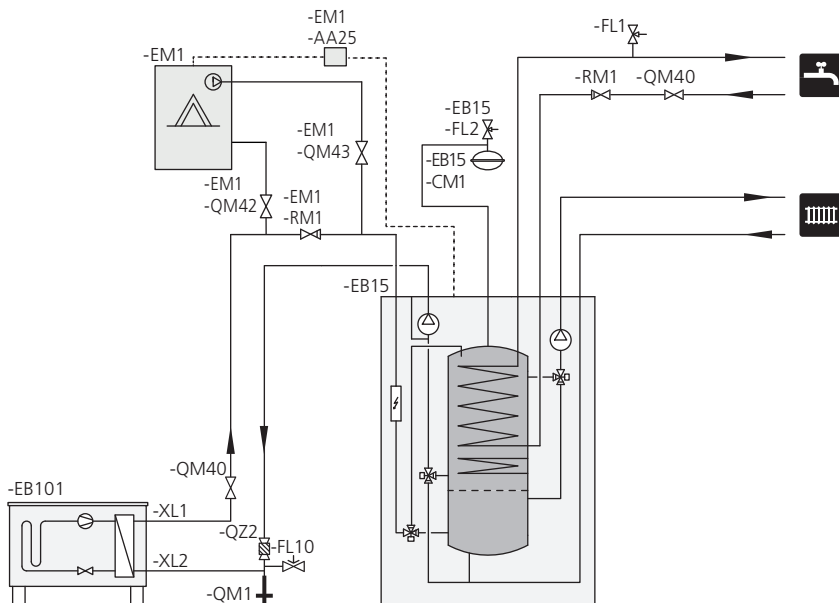 -EM1
-AA25
-EM1
-FL1
-RM1
-QM40
-EB15
-FL2
-EB15
-CM1
-EM1
-QM43
-EM1
-QM42
-EM1
-RM1
-EB15
-QM40
-EB101
-XL1
-QZ2
-FL10
-XL2
-QM1